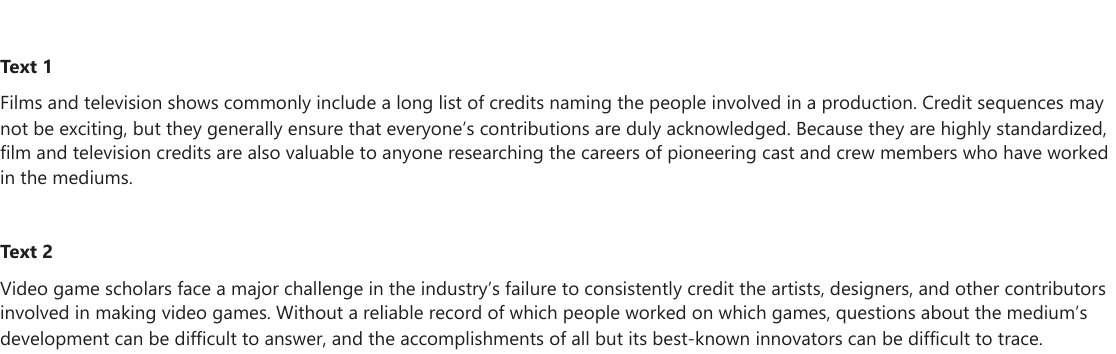 Text 1
Films and television shows commonly include a long list of credits naming the people involved in a production. Credit sequences may
not be exciting, but they generally ensure that everyone’s contributions are duly acknowledged. Because they are highly standardized,
film and television credits are also valuable to anyone researching the careers of pioneering cast and crew members who have worked
in the mediums.
Text 2
Video game scholars face a major challenge in the industry’s failure to consistently credit the artists, designers, and other contributors
involved in making video games. Without a reliable record of which people worked on which games, questions about the medium’s
development can be difficult to answer, and the accomplishments of all but its best-known innovators can be difficult to trace.